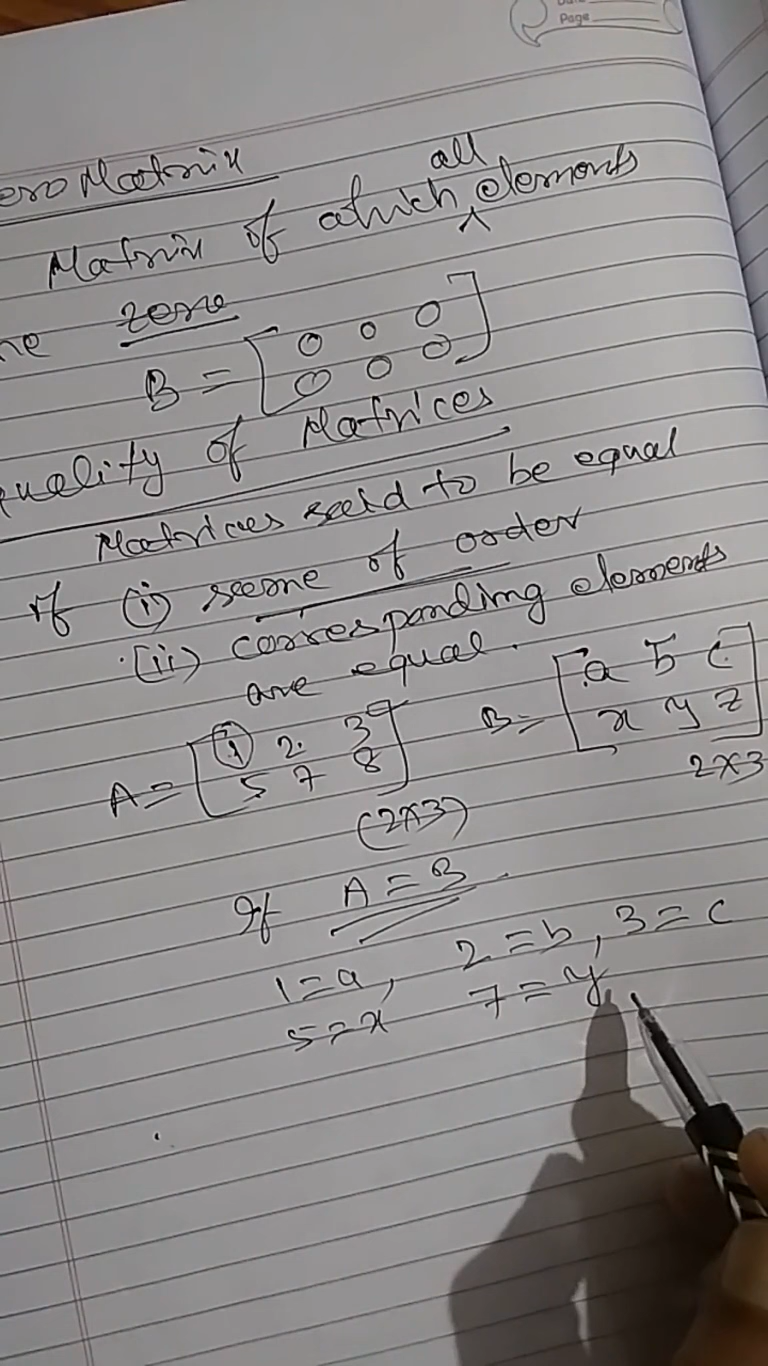 Page
ero Matrix
Matrix of which all elements
ne zero
B = [ 0 0 0
0 0 0 ]
quality of Matrices
Matrices said to be equal
if (i) same of order
(ii) corresponding elements
are equal.
A = [ 1 2 3
5 7 8 ]
(2×3)
B = [ a b c
x y z ]
2×3
If A = B
1 = a, 2 = b, 3 = c
5 = x 7 = y